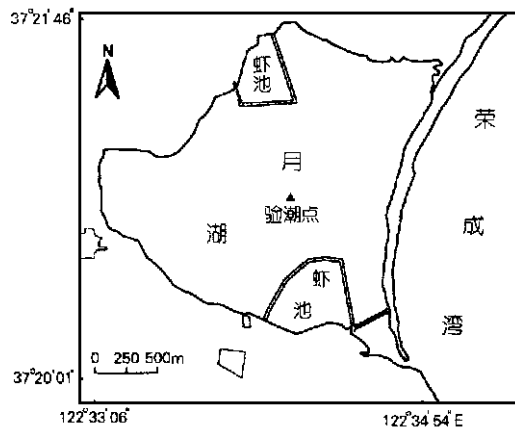 37°21′46″
N
虾
池
荣
月
验潮点
湖
成
虾
池
湾
0 250 500m
37°20′01″
122°33′06″
122°34′54″E